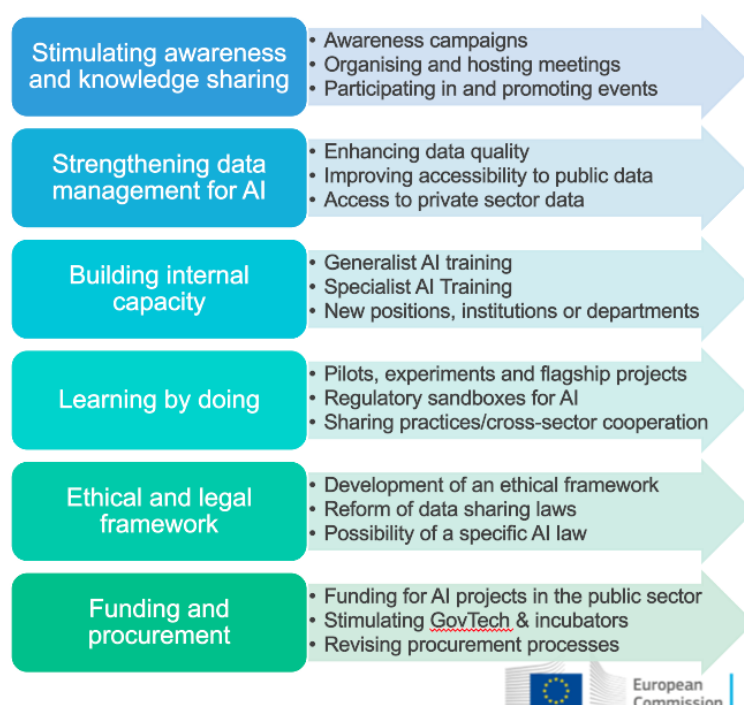 Stimulating awareness
and knowledge sharing
• Awareness campaigns
• Organising and hosting meetings
• Participating in and promoting events
Strengthening data
management for AI
• Enhancing data quality
• Improving accessibility to public data
• Access to private sector data
Building internal
capacity
• Generalist AI training
• Specialist AI Training
• New positions, institutions or departments
Learning by doing
• Pilots, experiments and flagship projects
• Regulatory sandboxes for AI
• Sharing practices/cross-sector cooperation
Ethical and legal
framework
• Development of an ethical framework
• Reform of data sharing laws
• Possibility of a specific AI law
Funding and
procurement
• Funding for AI projects in the public sector
• Stimulating GovTech & incubators
• Revising procurement processes
European
Commission